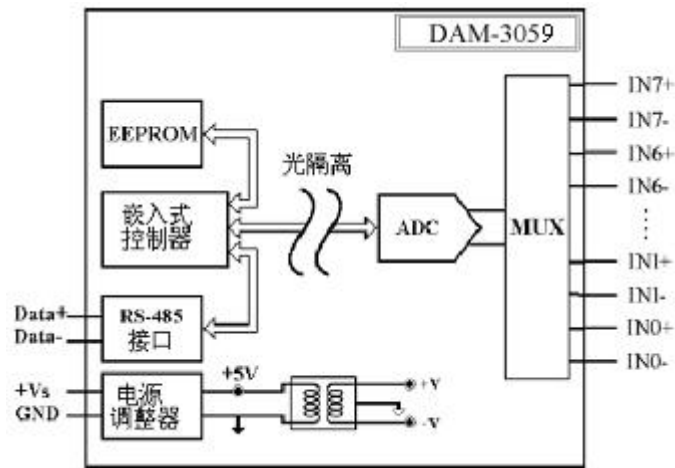 DAM-3059
IN7+
IN7-
IN6+
IN6-
IN1+
IN1-
IN0+
IN0-
EEPROM
光隔离
嵌入式
控制器
ADC
MUX
Data+
Data-
RS-485
接口
+Vs
GND
电源
调整器
+5V
+V
-V